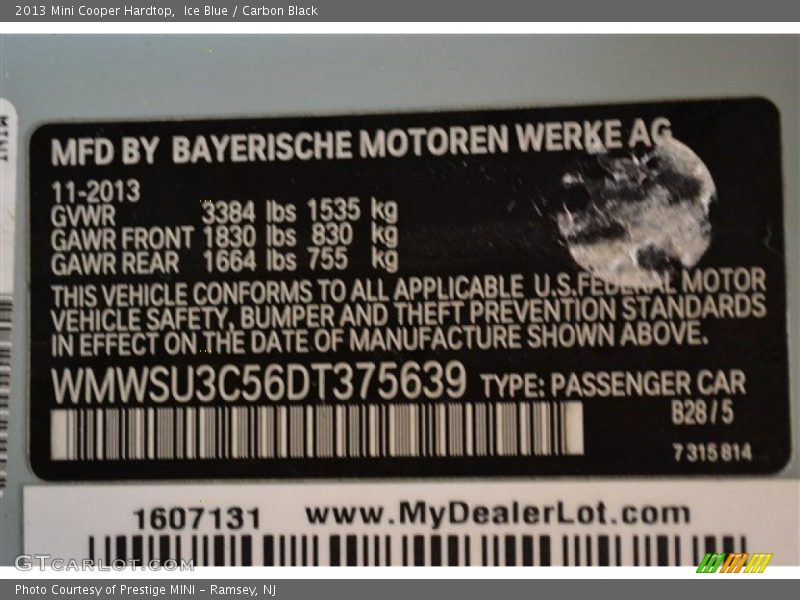 2013 Mini Cooper Hardtop,  Ice Blue / Carbon Black
MINI
MFD BY BAYERISCHE MOTOREN WERKE AG
11-2013
GVWR 3384 lbs 1535 kg
GAWR FRONT 1830 lbs 830 kg
GAWR REAR 1664 lbs 755 kg
THIS VEHICLE CONFORMS TO ALL APPLICABLE U.S.FEDERAL MOTOR
VEHICLE SAFETY, BUMPER AND THEFT PREVENTION STANDARDS
IN EFFECT ON THE DATE OF MANUFACTURE SHOWN ABOVE.
WMWSU3C56DT375639 TYPE: PASSENGER CAR
B28 / 5
7 315 814
1607131 www.MyDealerLot.com
GTCARLOT.COM
Photo Courtesy of Prestige MINI - Ramsey, NJ